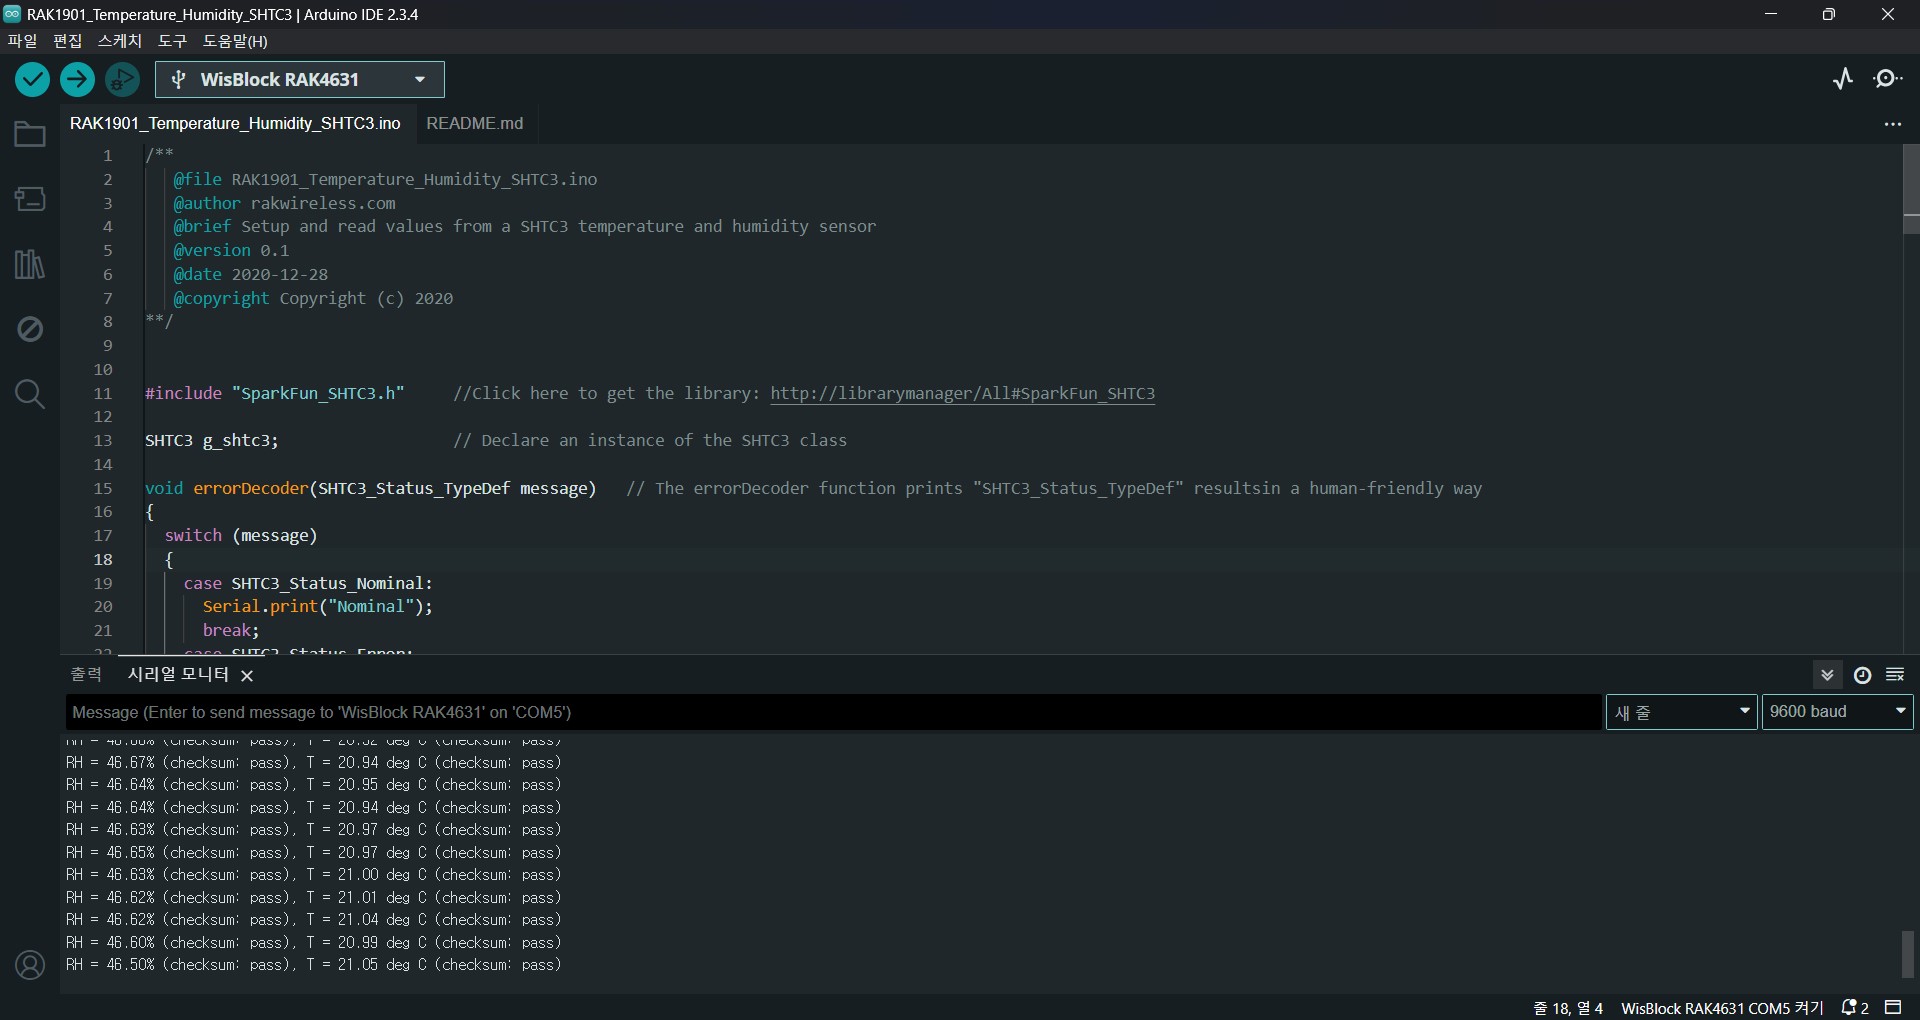 RAK1901_Temperature_Humidity_SHTC3 | Arduino IDE 2.3.4
파일 편집 스케치 도구 도움말(H)
WisBlock RAK4631
RAK1901_Temperature_Humidity_SHTC3.ino README.md
1 /**
2 @file RAK1901_Temperature_Humidity_SHTC3.ino
3 @author rakwireless.com
4 @brief Setup and read values from a SHTC3 temperature and humidity sensor
5 @version 0.1
6 @date 2020-12-28
7 @copyright Copyright (c) 2020
8 **/
9
10
11 #include "SparkFun_SHTC3.h" //Click here to get the library: http://librarymanager/All#SparkFun_SHTC3
12
13 SHTC3 g_shtc3; // Declare an instance of the SHTC3 class
14
15 void errorDecoder(SHTC3_Status_TypeDef message) // The errorDecoder function prints "SHTC3_Status_TypeDef" resultsin a human-friendly way
16 {
17 switch (message)
18 {
19 case SHTC3_Status_Nominal:
20 Serial.print("Nominal");
21 break;
22 case SHTC3_Status_Error:
출력 시리얼 모니터
Message (Enter to send message to 'WisBlock RAK4631' on 'COM5') 새 줄 9600 baud
RH = 46.67% (checksum: pass), T = 20.94 deg C (checksum: pass)
RH = 46.64% (checksum: pass), T = 20.95 deg C (checksum: pass)
RH = 46.64% (checksum: pass), T = 20.94 deg C (checksum: pass)
RH = 46.63% (checksum: pass), T = 20.97 deg C (checksum: pass)
RH = 46.65% (checksum: pass), T = 20.97 deg C (checksum: pass)
RH = 46.63% (checksum: pass), T = 21.00 deg C (checksum: pass)
RH = 46.62% (checksum: pass), T = 21.01 deg C (checksum: pass)
RH = 46.62% (checksum: pass), T = 21.04 deg C (checksum: pass)
RH = 46.60% (checksum: pass), T = 20.99 deg C (checksum: pass)
RH = 46.50% (checksum: pass), T = 21.05 deg C (checksum: pass)
줄 18, 열 4 WisBlock RAK4631 COM5 켜기 2